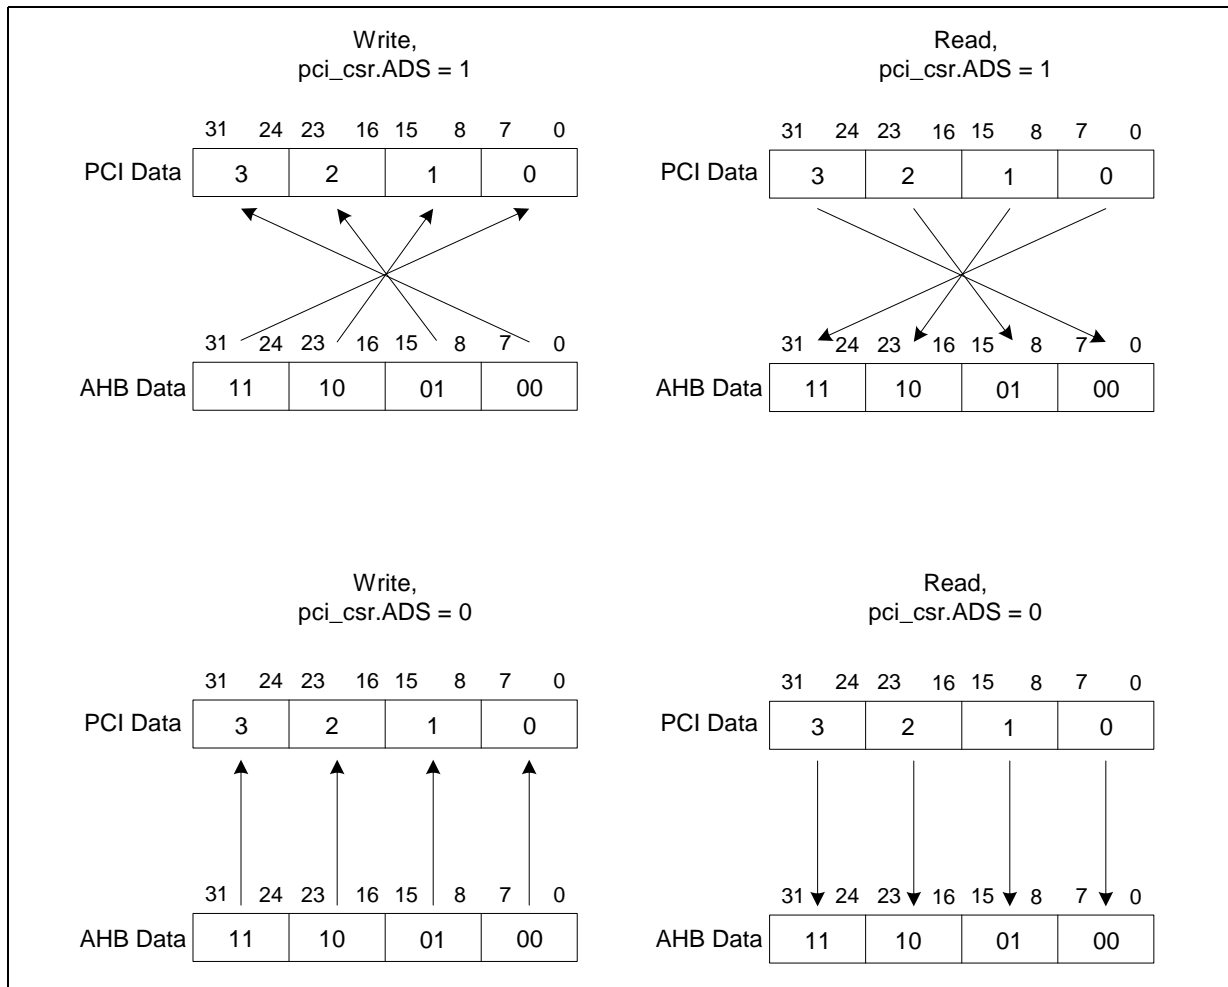 Write,
pci_csr.ADS = 1
31 24 23 16 15 8 7 0
PCI Data 3 2 1 0
31 24 23 16 15 8 7 0
AHB Data 11 10 01 00
Read,
pci_csr.ADS = 1
31 24 23 16 15 8 7 0
PCI Data 3 2 1 0
31 24 23 16 15 8 7 0
AHB Data 11 10 01 00
Write,
pci_csr.ADS = 0
31 24 23 16 15 8 7 0
PCI Data 3 2 1 0
31 24 23 16 15 8 7 0
AHB Data 11 10 01 00
Read,
pci_csr.ADS = 0
31 24 23 16 15 8 7 0
PCI Data 3 2 1 0
31 24 23 16 15 8 7 0
AHB Data 11 10 01 00